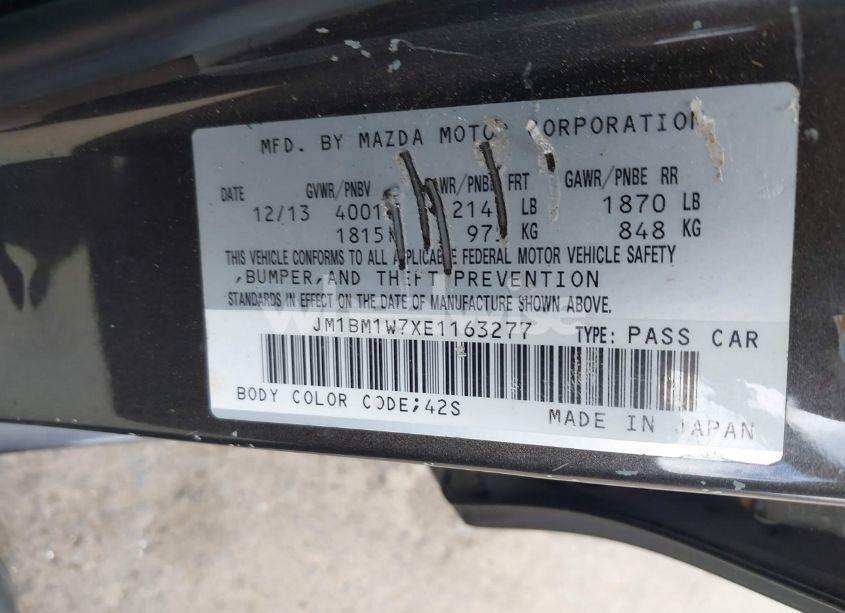 MFD. BY MAZDA MOTOR CORPORATION
DATE GVWR/PNBV GAWR/PNBE FRT GAWR/PNBE RR
12/13 4001 214 LB 1870 LB
1815 97 KG 848 KG
THIS VEHICLE CONFORMS TO ALL APPLICABLE FEDERAL MOTOR VEHICLE SAFETY
,BUMPER,AND THEFT PREVENTION
STANDARDS IN EFFECT ON THE DATE OF MANUFACTURE SHOWN ABOVE.
JM1BM1W7XE1163277 TYPE: PASS CAR
BODY COLOR CODE;42S MADE IN JAPAN